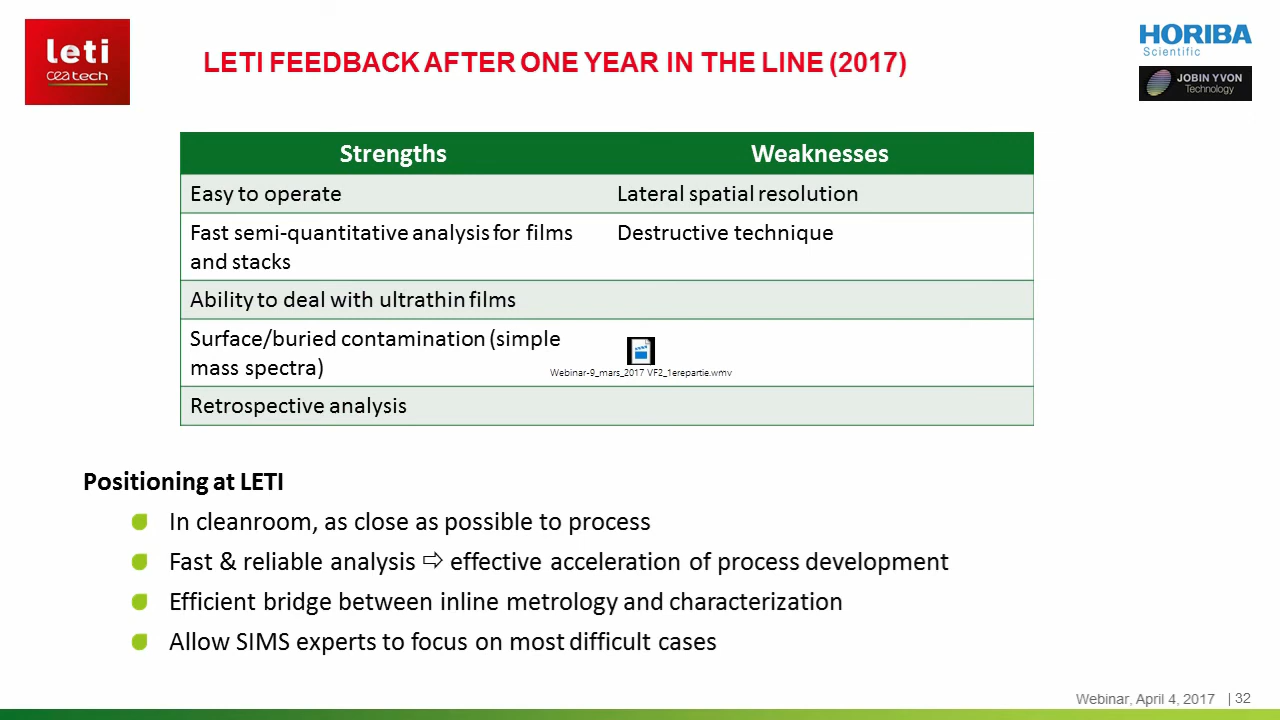 leti
ceatech
LETI FEEDBACK AFTER ONE YEAR IN THE LINE (2017)
HORIBA
Scientific
JOBIN YVON
Technology
Strengths Weaknesses
Easy to operate Lateral spatial resolution
Fast semi-quantitative analysis for films Destructive technique
and stacks
Ability to deal with ultrathin films
Surface/buried contamination (simple
mass spectra)
Webinar-9_mars_2017 VF2_1erepartie.wmv
Retrospective analysis
Positioning at LETI
In cleanroom, as close as possible to process
Fast & reliable analysis ⇨ effective acceleration of process development
Efficient bridge between inline metrology and characterization
Allow SIMS experts to focus on most difficult cases
Webinar, April 4, 2017 | 32